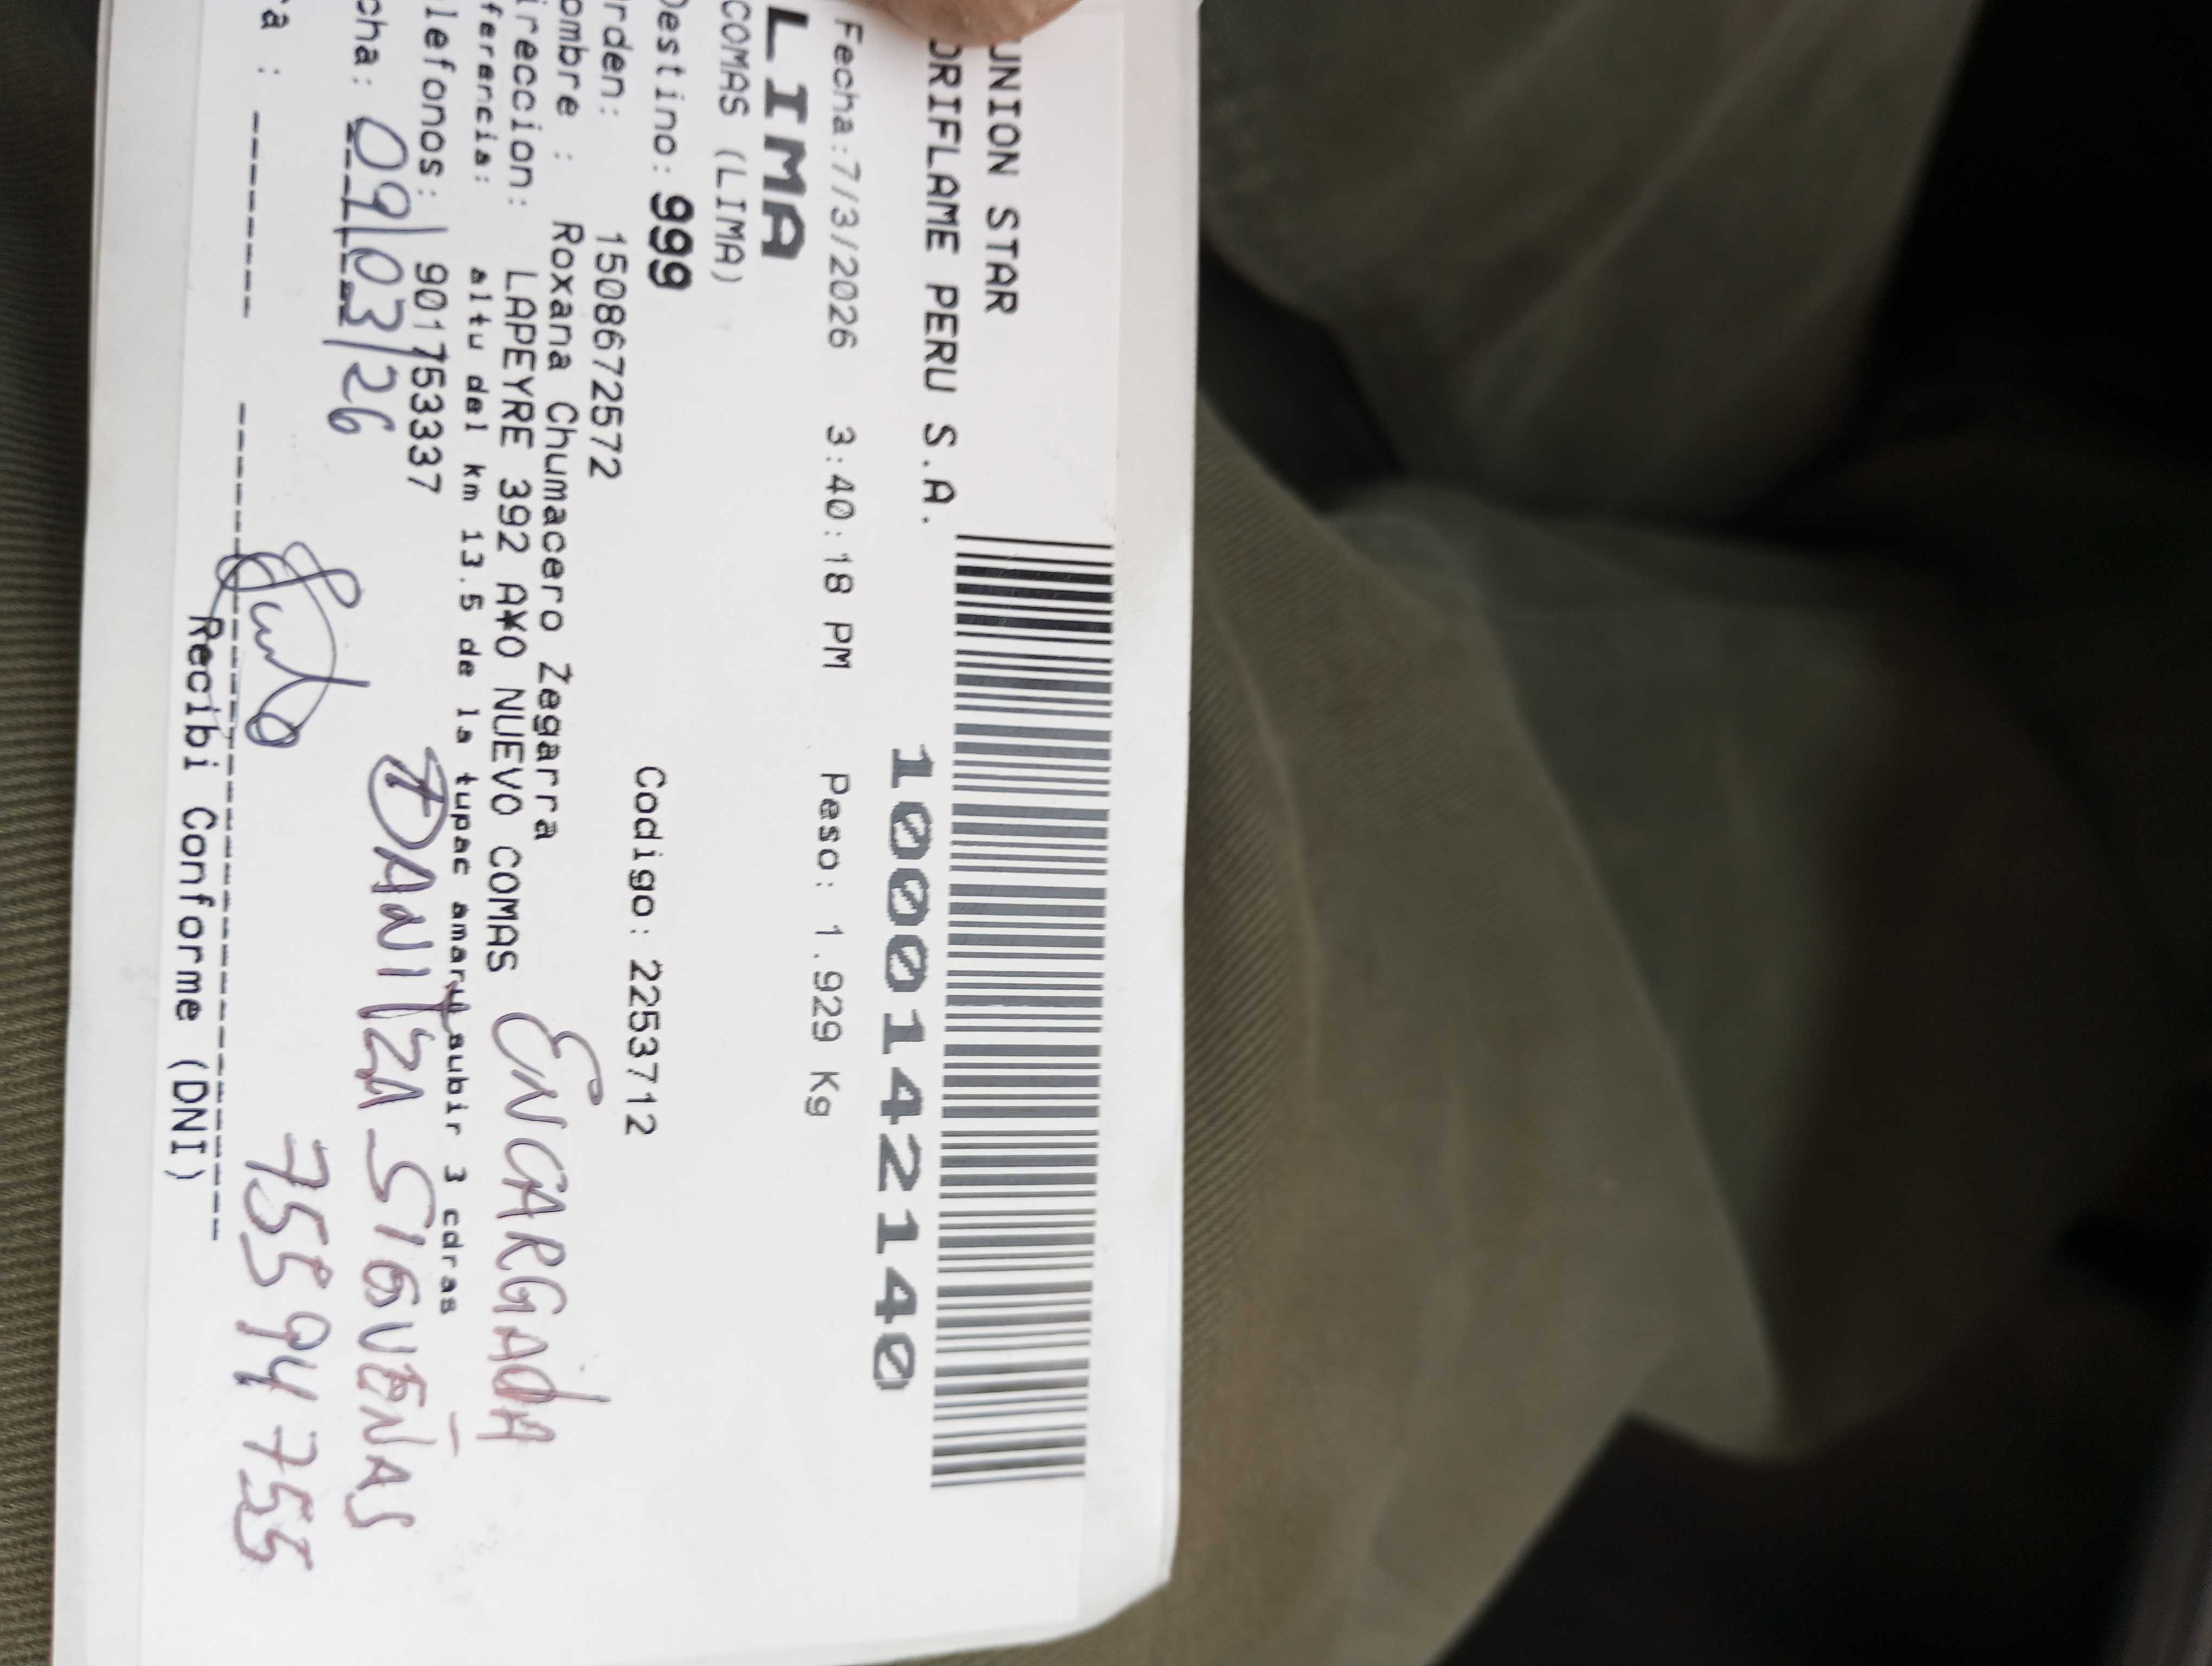 UNION STAR
ORIFLAME PERU S.A.
1000142140
Fecha:7/3/2026 3:40:18 PM Peso: 1.929 Kg
LIMA
COMAS (LIMA)
Destino: 999 Codigo: 2253712
rden: 1508672572
ombre : Roxana Chumacero Zegarra
ireccion: LAPEYRE 392 A¥O NUEVO COMAS
ENCARGADA
ferencia: altu del km 13.5 de la tupac amaru subir 3 cdras
lefonos: 901753337
DANITZA SIGUEÑAS
cha: 09/03/26
75594755
ra :
Recibi Conforme (DNI)